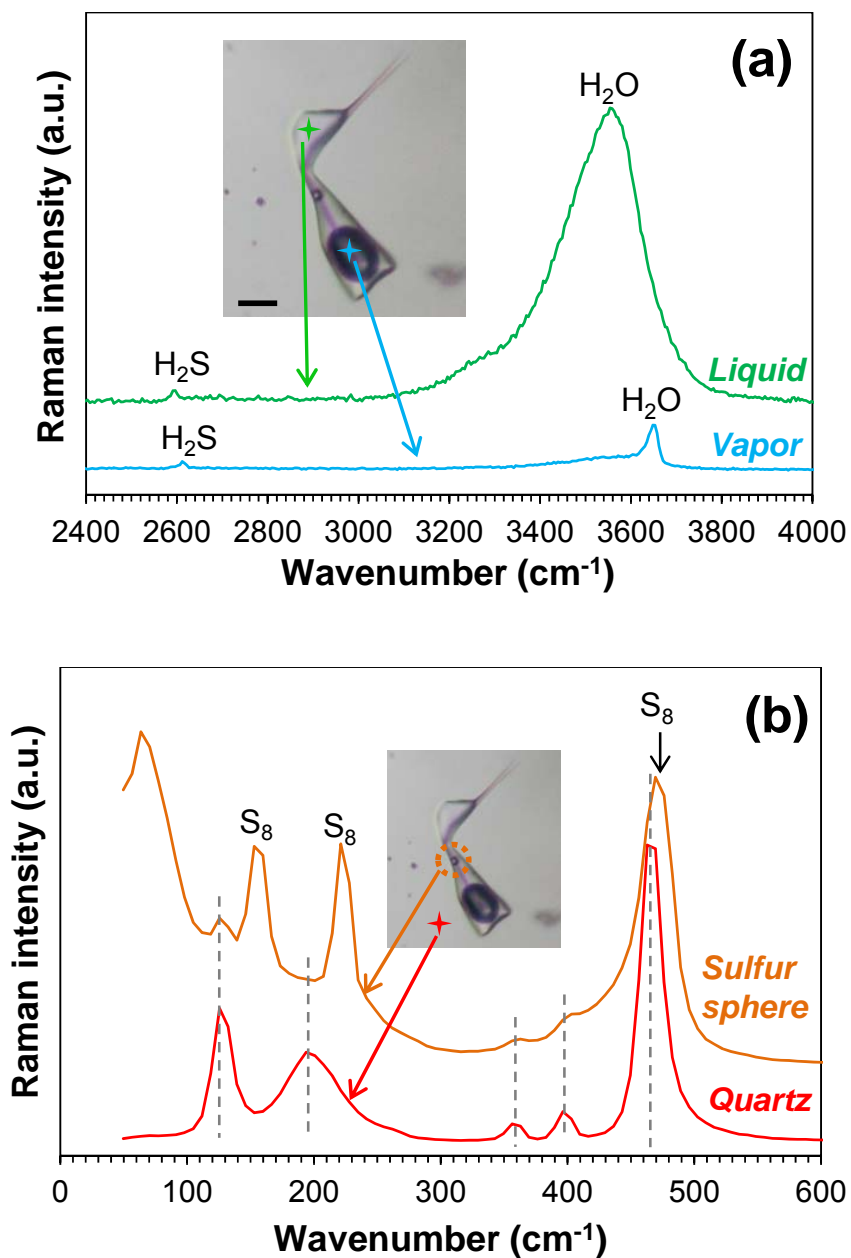 (a)
H₂O
Raman intensity (a.u.)
H₂S
Liquid
H₂O
H₂S
Vapor
2400 2600 2800 3000 3200 3400 3600 3800 4000
Wavenumber (cm⁻¹)
(b)
S₈
Raman intensity (a.u.)
S₈
S₈
Sulfur
sphere
Quartz
0 100 200 300 400 500 600
Wavenumber (cm⁻¹)